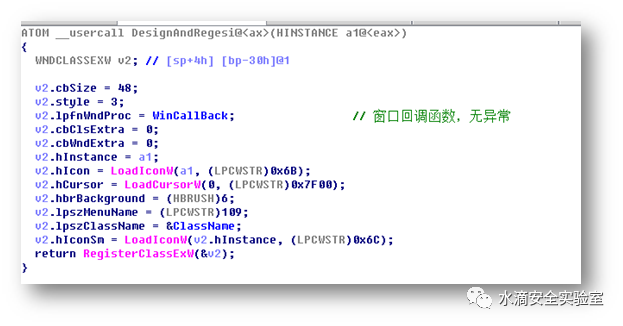 ATOM __usercall DesignAndRegesi@<ax>(HINSTANCE a1@<eax>)
{
  WNDCLASSEXW v2; // [sp+4h] [bp-30h]@1

  v2.cbSize = 48;
  v2.style = 3;
  v2.lpfnWndProc = WinCallBack;                 // 窗口回调函数，无异常
  v2.cbClsExtra = 0;
  v2.cbWndExtra = 0;
  v2.hInstance = a1;
  v2.hIcon = LoadIconW(a1, (LPCWSTR)0x6B);
  v2.hCursor = LoadCursorW(0, (LPCWSTR)0x7F00);
  v2.hbrBackground = (HBRUSH)6;
  v2.lpszMenuName = (LPCWSTR)109;
  v2.lpszClassName = &ClassName;
  v2.hIconSm = LoadIconW(v2.hInstance, (LPCWSTR)0x6C);
  return RegisterClassExW(&v2);
}
水滴安全实验室